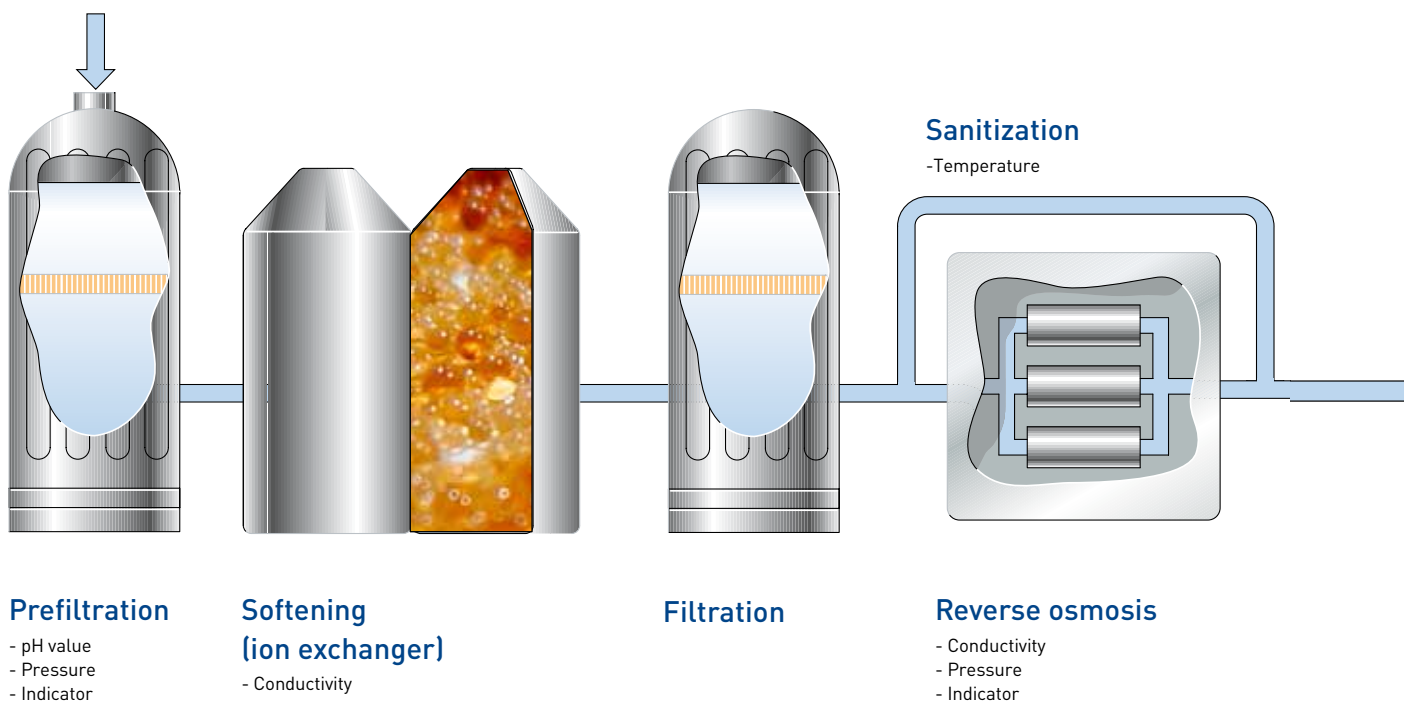 Sanitization
-Temperature
Prefiltration
- pH value
- Pressure
- Indicator
Softening
(ion exchanger)
- Conductivity
Filtration
Reverse osmosis
- Conductivity
- Pressure
- Indicator